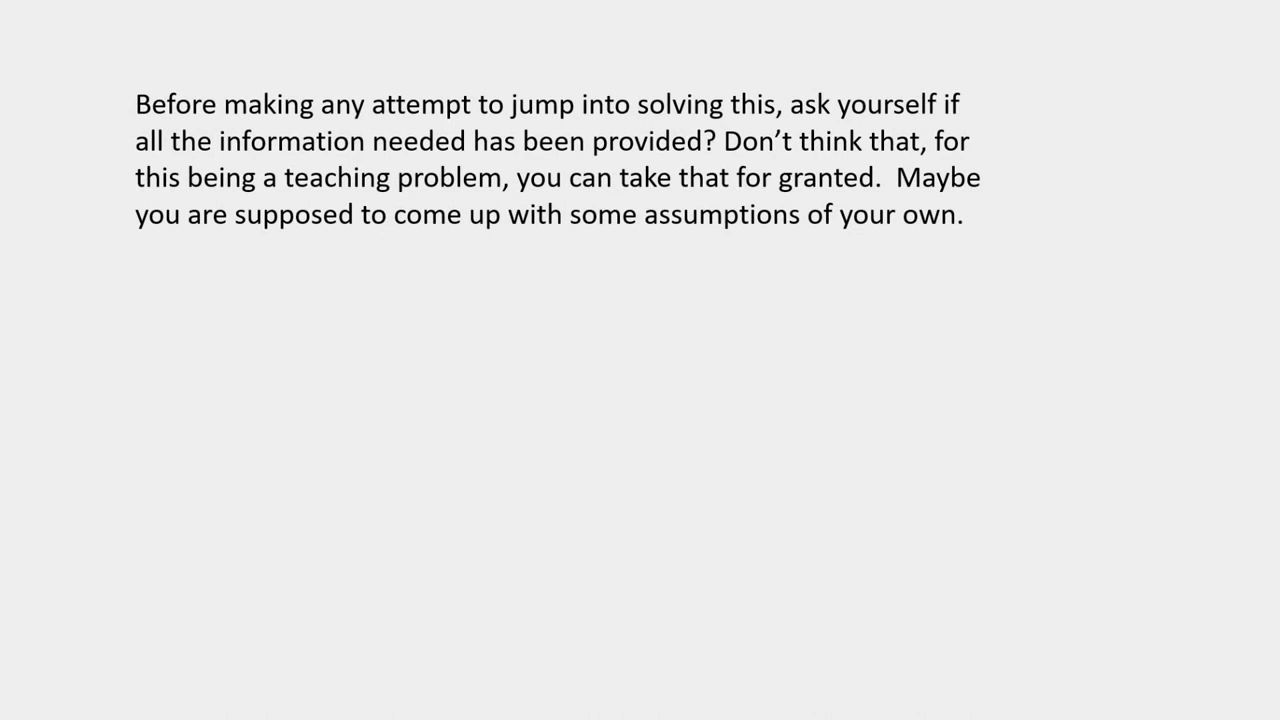 Before making any attempt to jump into solving this, ask yourself if
all the information needed has been provided? Don’t think that, for
this being a teaching problem, you can take that for granted.  Maybe
you are supposed to come up with some assumptions of your own.